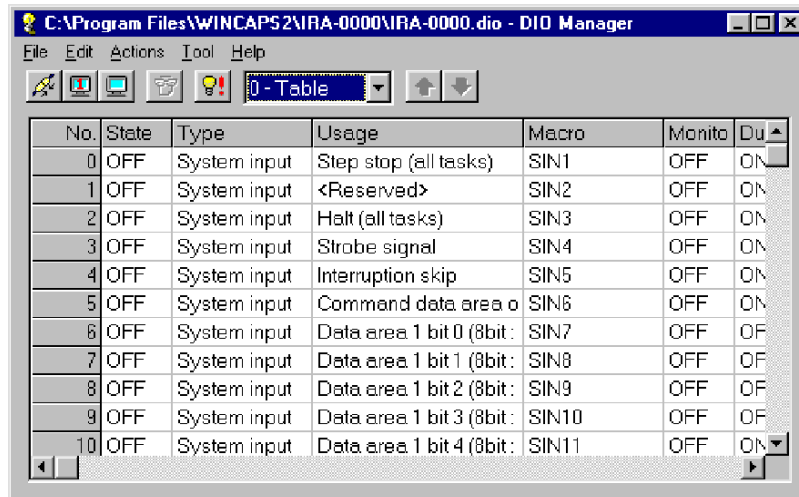 C:\Program Files\WINCAPS2\IRA-0000\IRA-0000.dio - DIO Manager
File Edit Actions Tool Help
0 - Table
No. State Type Usage Macro Monito Du
0 OFF System input Step stop (all tasks) SIN1 OFF ON
1 OFF System input <Reserved> SIN2 OFF ON
2 OFF System input Halt (all tasks) SIN3 OFF ON
3 OFF System input Strobe signal SIN4 OFF ON
4 OFF System input Interruption skip SIN5 OFF ON
5 OFF System input Command data area o SIN6 OFF ON
6 OFF System input Data area 1 bit 0 (8bit : SIN7 OFF OF
7 OFF System input Data area 1 bit 1 (8bit : SIN8 OFF OF
8 OFF System input Data area 1 bit 2 (8bit : SIN9 OFF OF
9 OFF System input Data area 1 bit 3 (8bit : SIN10 OFF OF
10 OFF System input Data area 1 bit 4 (8bit : SIN11 OFF ON